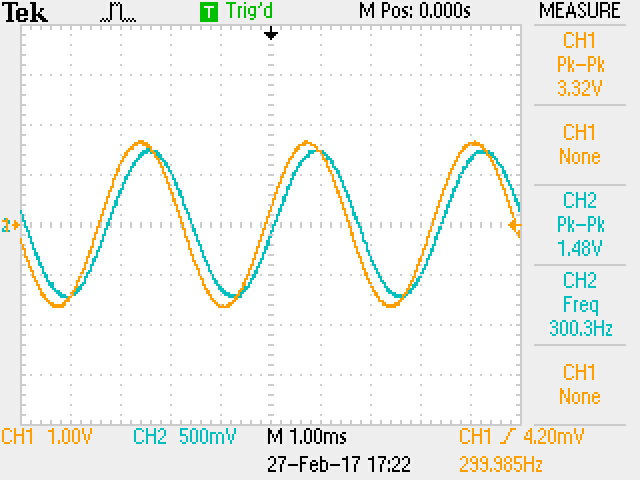 Tek T Trig'd M Pos: 0.000s MEASURE
CH1
Pk-Pk
3.32V
CH1
None
CH2
Pk-Pk
1.48V
CH2
Freq
300.3Hz
CH1
None
2
CH1 1.00V CH2 500mV M 1.00ms CH1 4.20mV
27-Feb-17 17:22 299.985Hz